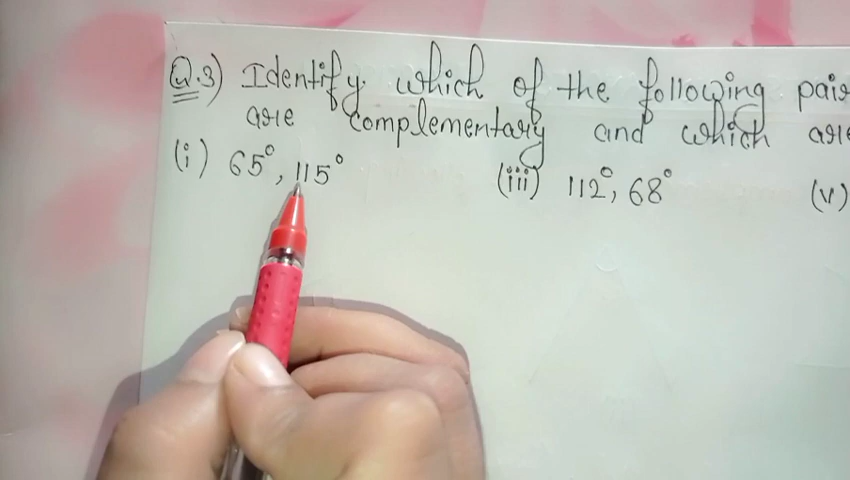 Q.3) Identify which of the following pair
are complementary and which are
(i) 65°, 115° (iii) 112°, 68° (v)